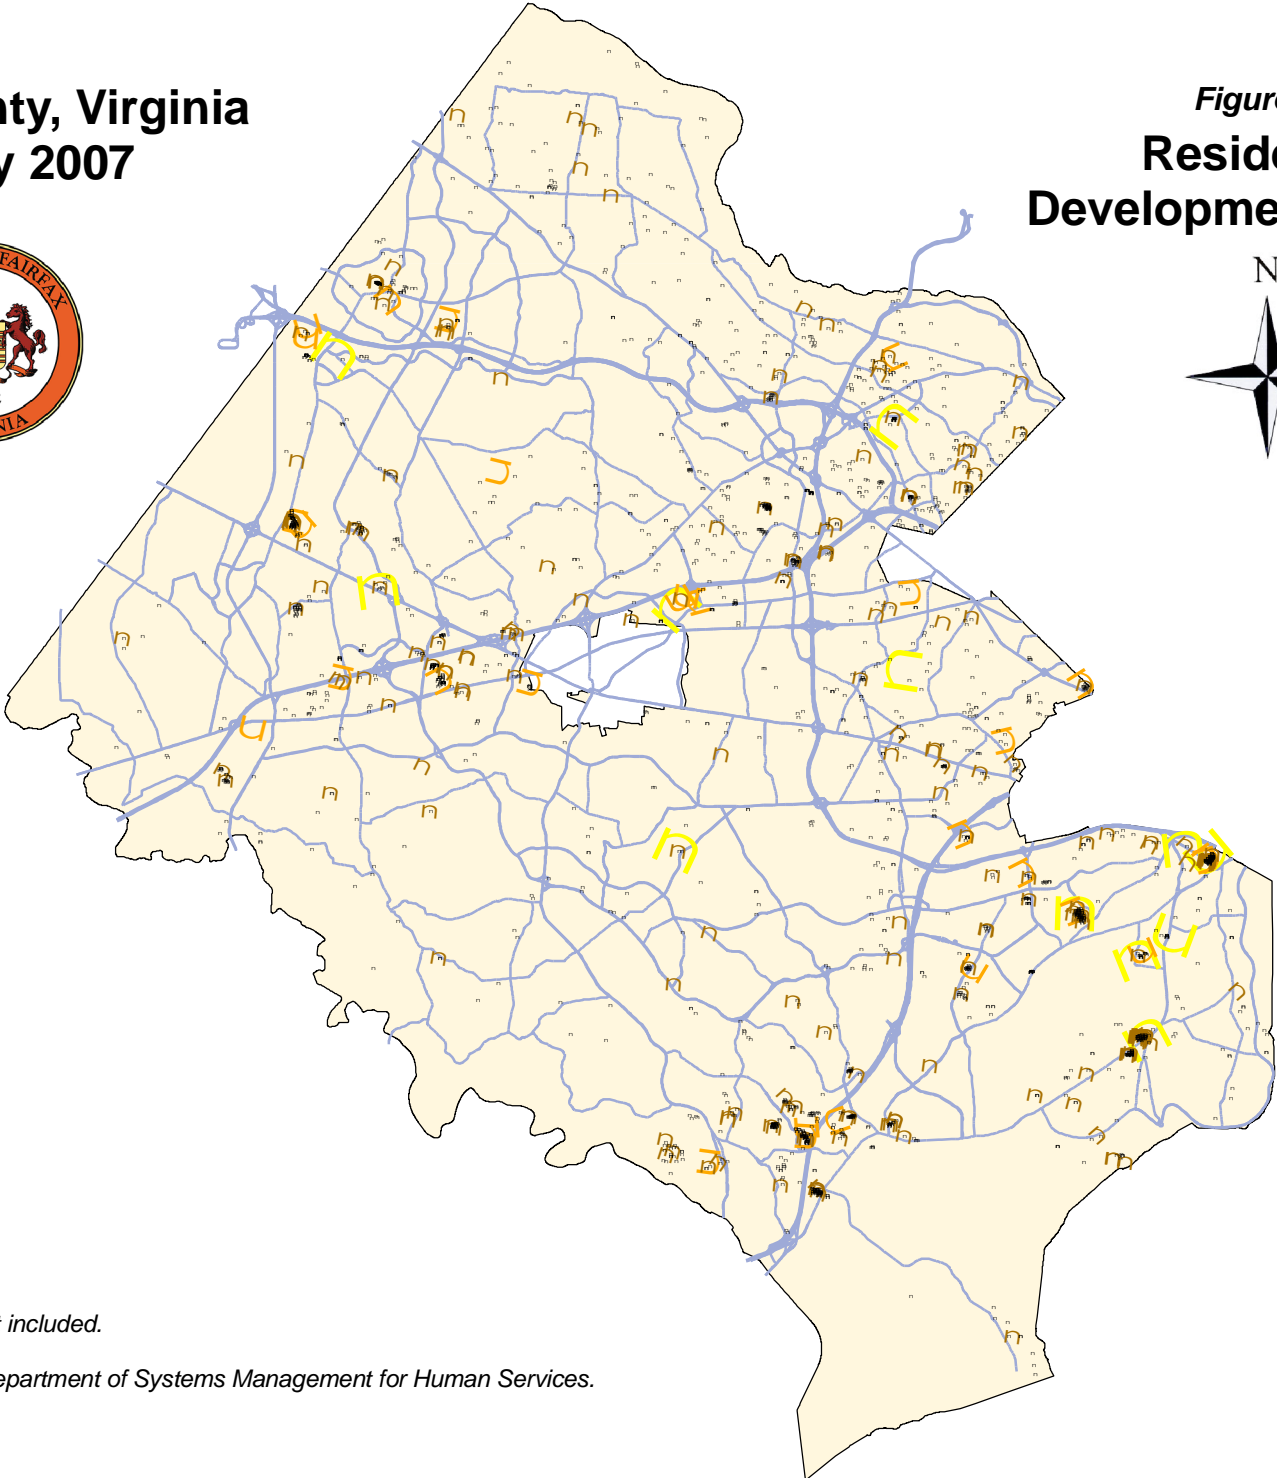 nty, Virginia
y 2007
FAIRFAX
NIA
Figure
Reside
Developme
N
t included.
epartment of Systems Management for Human Services.